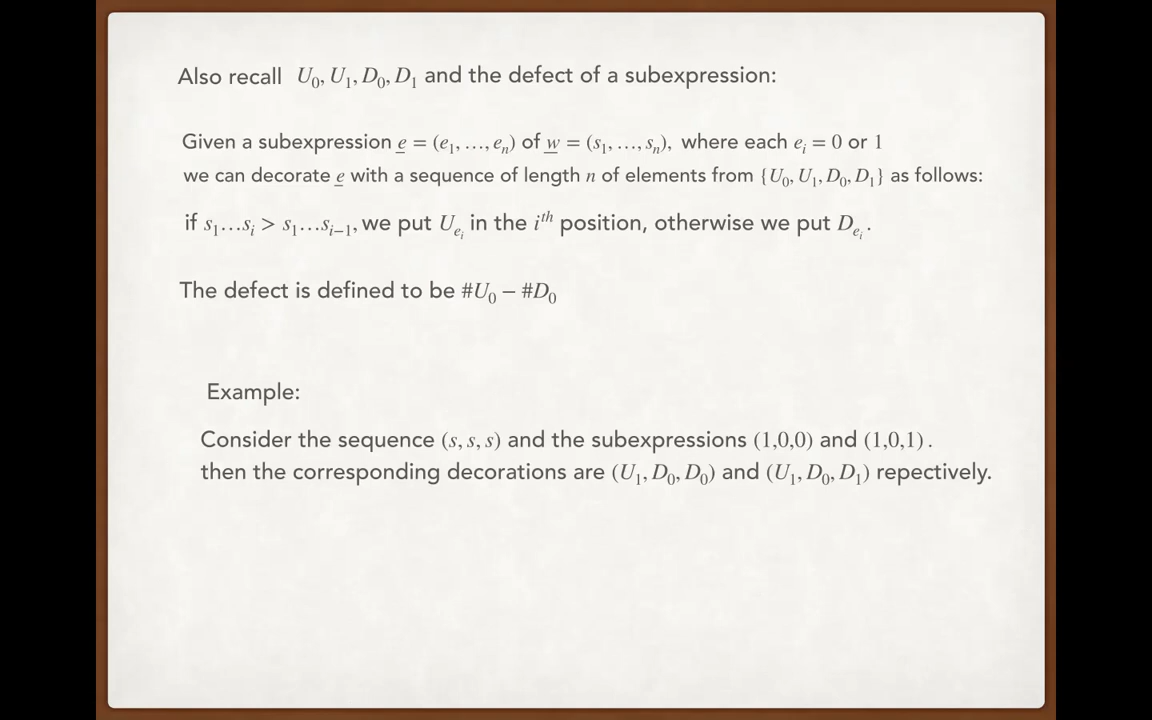 Also recall U₀, U₁, D₀, D₁ and the defect of a subexpression:
Given a subexpression e̲ = (e₁, …, eₙ) of w̲ = (s₁, …, sₙ), where each eᵢ = 0 or 1
we can decorate e̲ with a sequence of length n of elements from {U₀, U₁, D₀, D₁} as follows:
if s₁…sᵢ > s₁…sᵢ₋₁, we put U_{eᵢ} in the i^{th} position, otherwise we put D_{eᵢ}.
The defect is defined to be #U₀ − #D₀
Example:
Consider the sequence (s, s, s) and the subexpressions (1,0,0) and (1,0,1).
then the corresponding decorations are (U₁, D₀, D₀) and (U₁, D₀, D₁) repectively.